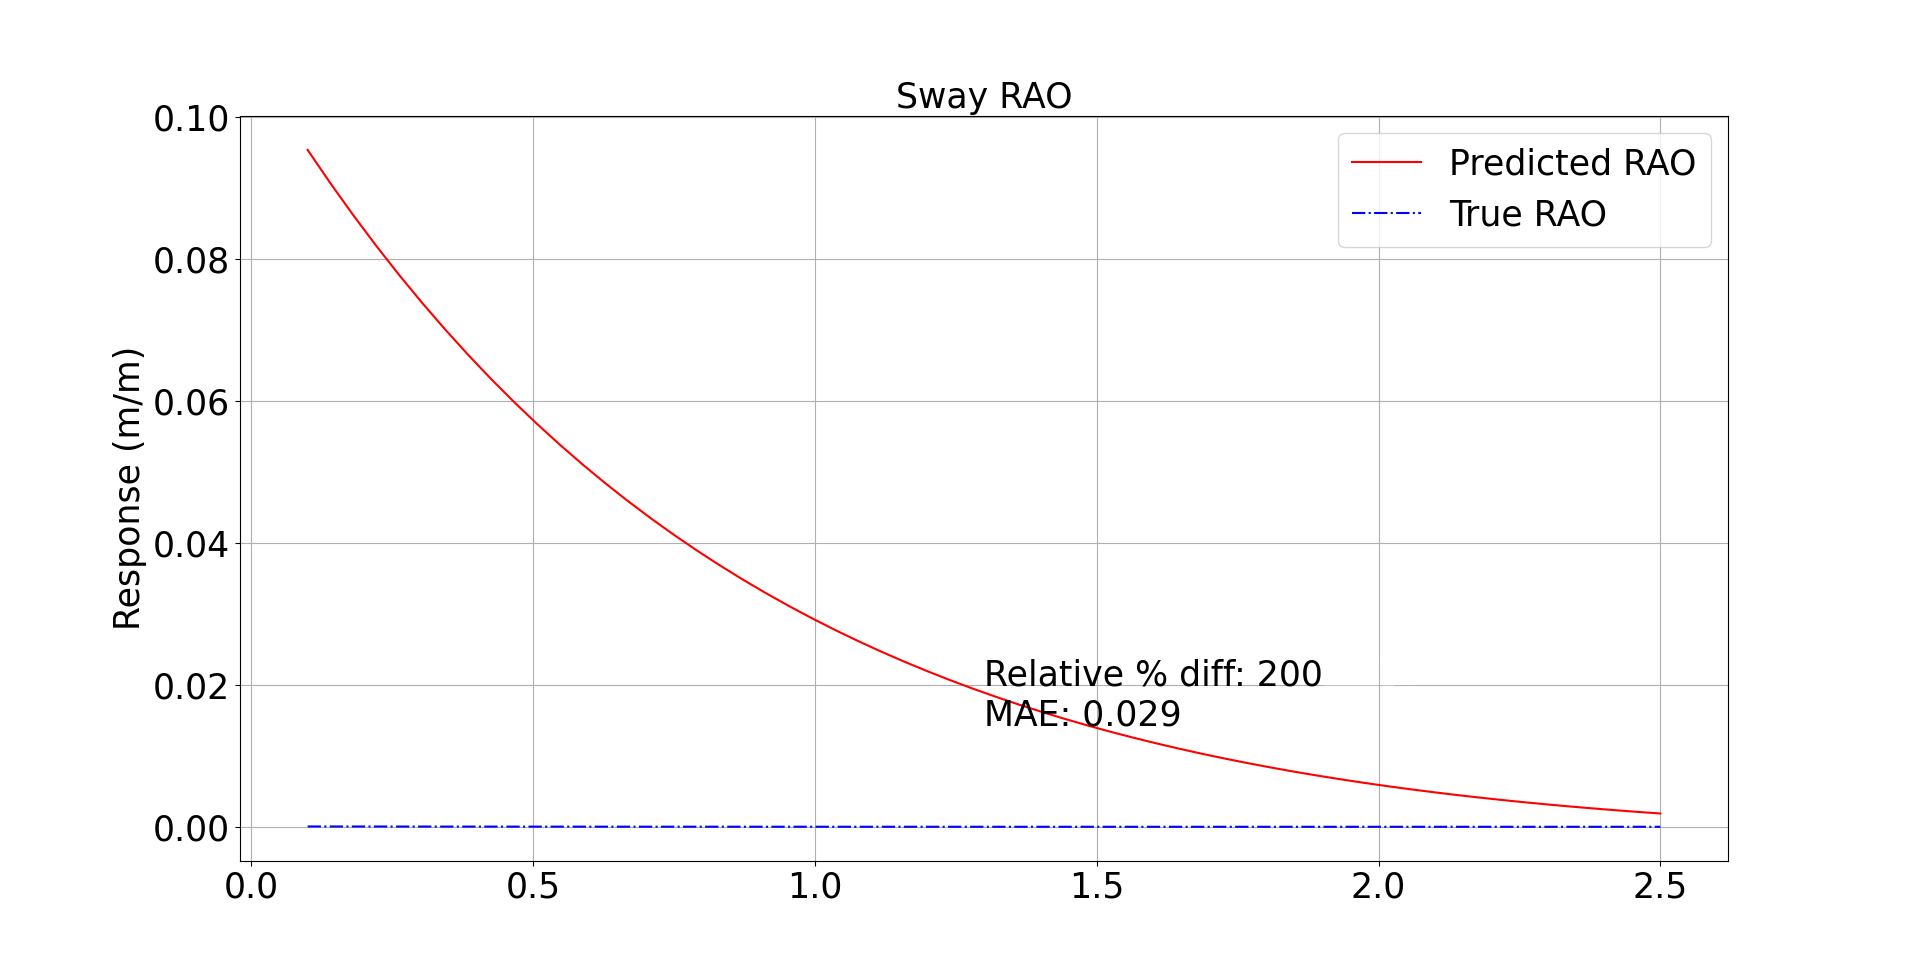 Sway RAO
0.10
0.08
0.06
0.04
0.02
0.00
Response (m/m)
Predicted RAO
True RAO
Relative % diff: 200
MAE: 0.029
0.0
0.5
1.0
1.5
2.0
2.5